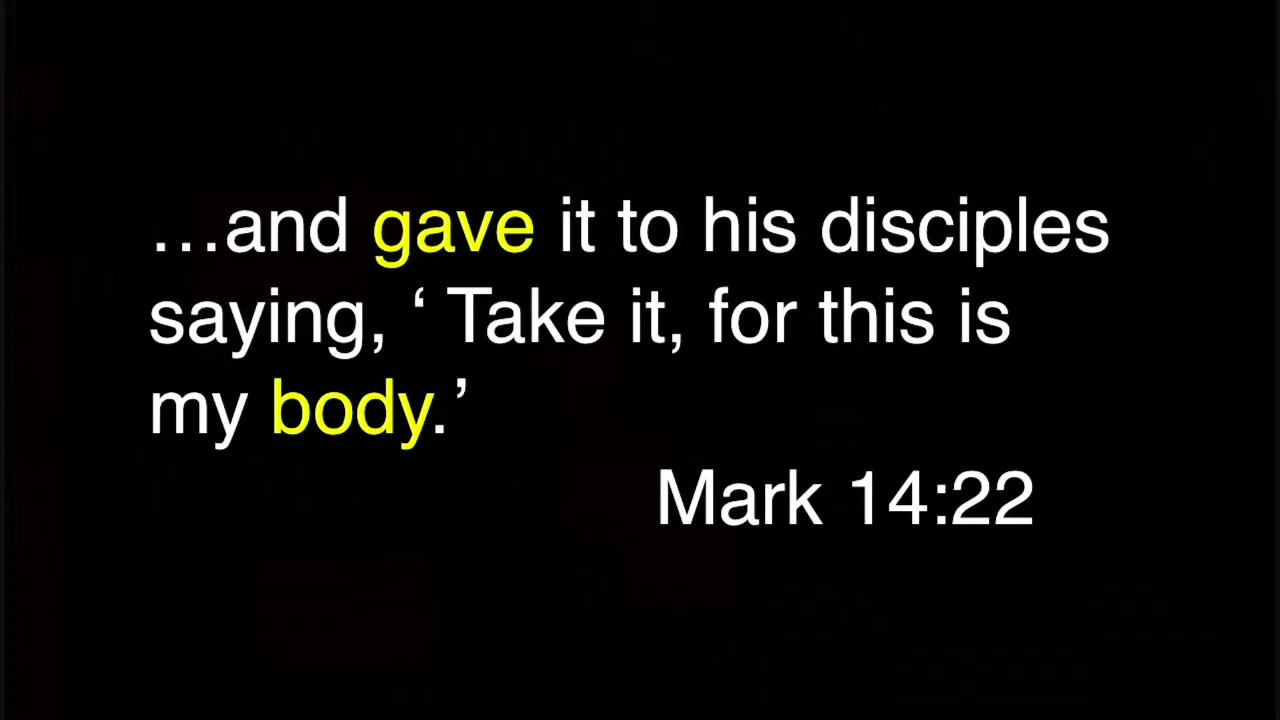 …and gave it to his disciples
saying, ‘ Take it, for this is
my body.’
Mark 14:22